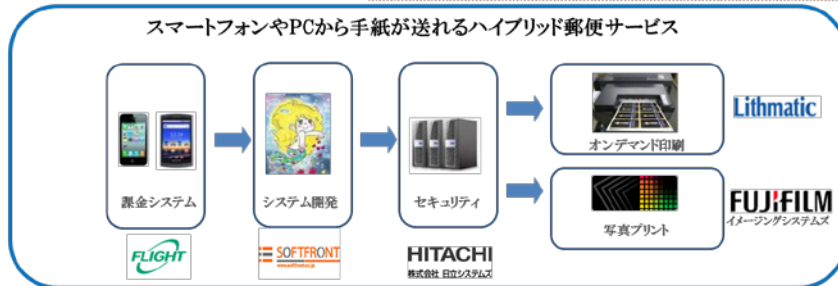 スマートフォンやPCから手紙が送れるハイブリッド郵便サービス
課金システム
システム開発
セキュリティ
オンデマンド印刷
写真プリント
FLIGHT
SOFTFRONT
www.softfront.co.jp
HITACHI
株式会社 日立システムズ
Lithmatic
FUJIFILM
イメージングシステムズ